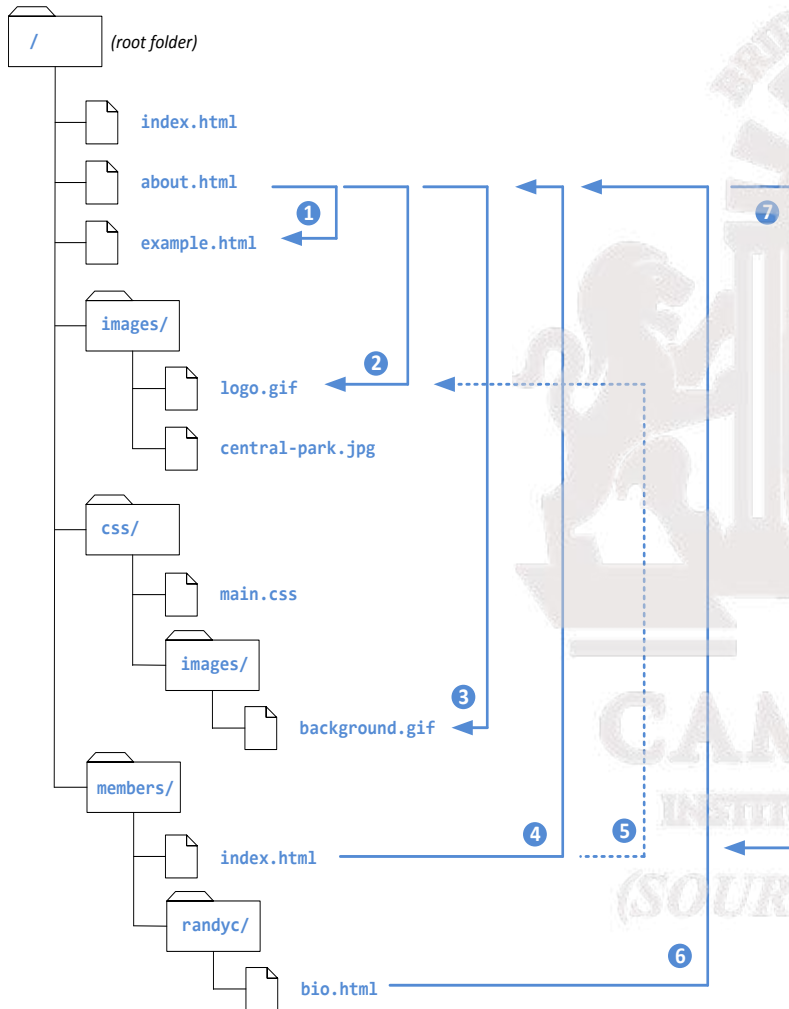 /
(root folder)
index.html
about.html
1
7
example.html
images/
2
logo.gif
central-park.jpg
css/
main.css
images/
3
background.gif
members/
4
5
index.html
randyc/
6
bio.html